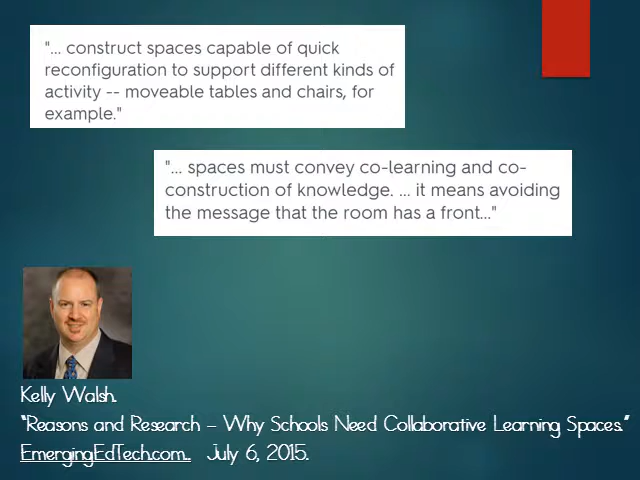 "... construct spaces capable of quick
reconfiguration to support different kinds of
activity -- moveable tables and chairs, for
example."
"... spaces must convey co-learning and co-
construction of knowledge. ... it means avoiding
the message that the room has a front..."
Kelly Walsh.
"Reasons and Research – Why Schools Need Collaborative Learning Spaces."
EmergingEdTech.com.. July 6, 2015.